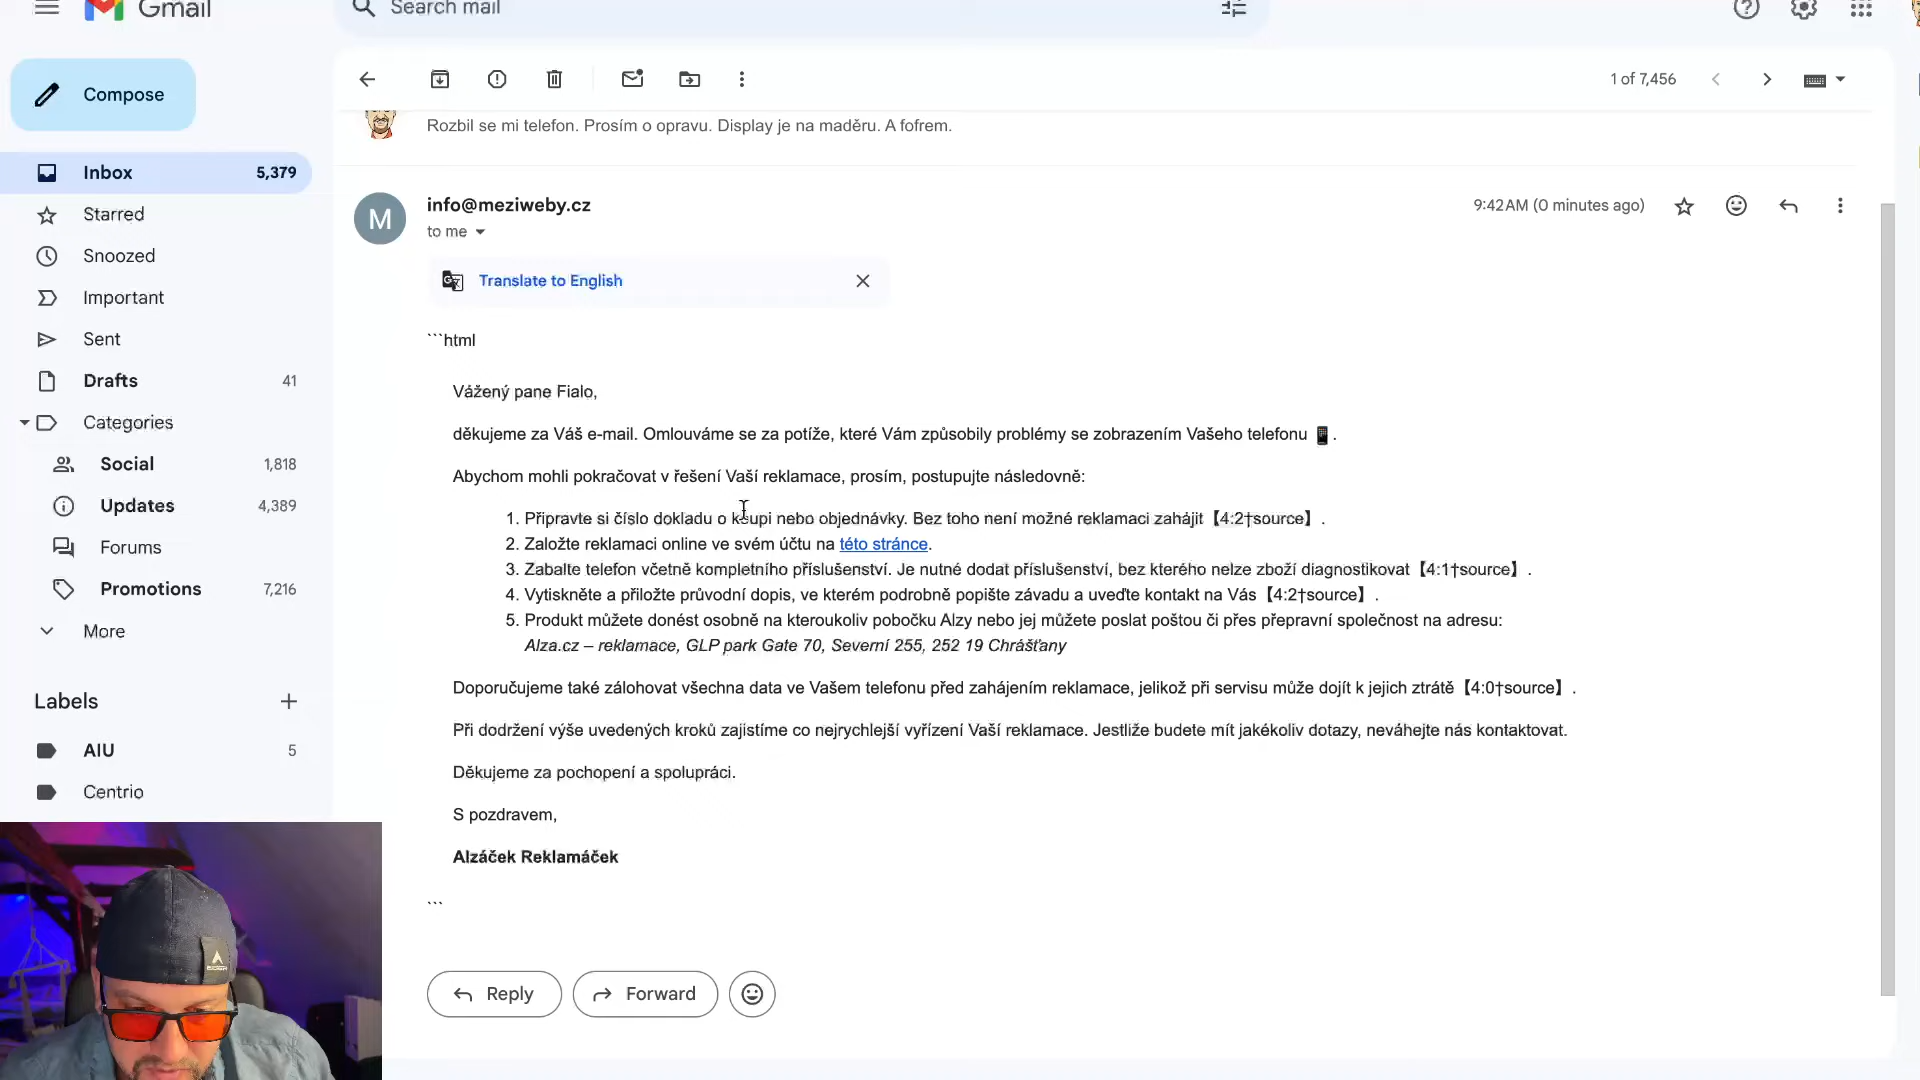 Gmail
Search mail
Compose
1 of 7,456
Rozbil se mi telefon. Prosím o opravu. Display je na maděru. A fofrem.
Inbox 5,379
Starred
Snoozed
Important
Sent
Drafts 41
Categories
Social 1,818
Updates 4,389
Forums
Promotions 7,216
More
Labels
AIU 5
Centrio
M
info@meziweby.cz
9:42 AM (0 minutes ago)
to me
Translate to English
```html
Vážený pane Fialo,
děkujeme za Váš e-mail. Omlouváme se za potíže, které Vám způsobily problémy se zobrazením Vašeho telefonu 📱.
Abychom mohli pokračovat v řešení Vaší reklamace, prosím, postupujte následovně:
1. Připravte si číslo dokladu o koupi nebo objednávky. Bez toho není možné reklamaci zahájit【4:2†source】.
2. Založte reklamaci online ve svém účtu na této stránce.
3. Zabalte telefon včetně kompletního příslušenství. Je nutné dodat příslušenství, bez kterého nelze zboží diagnostikovat【4:1†source】.
4. Vytiskněte a přiložte průvodní dopis, ve kterém podrobně popište závadu a uveďte kontakt na Vás【4:2†source】.
5. Produkt můžete donést osobně na kteroukoliv pobočku Alzy nebo jej můžete poslat poštou či přes přepravní společnost na adresu:
Alza.cz – reklamace, GLP park Gate 70, Severní 255, 252 19 Chrášťany
Doporučujeme také zálohovat všechna data ve Vašem telefonu před zahájením reklamace, jelikož při servisu může dojít k jejich ztrátě【4:0†source】.
Při dodržení výše uvedených kroků zajistíme co nejrychlejší vyřízení Vaší reklamace. Jestliže budete mít jakékoliv dotazy, neváhejte nás kontaktovat.
Děkujeme za pochopení a spolupráci.
S pozdravem,
Alzáček Reklamáček
```
Reply
Forward